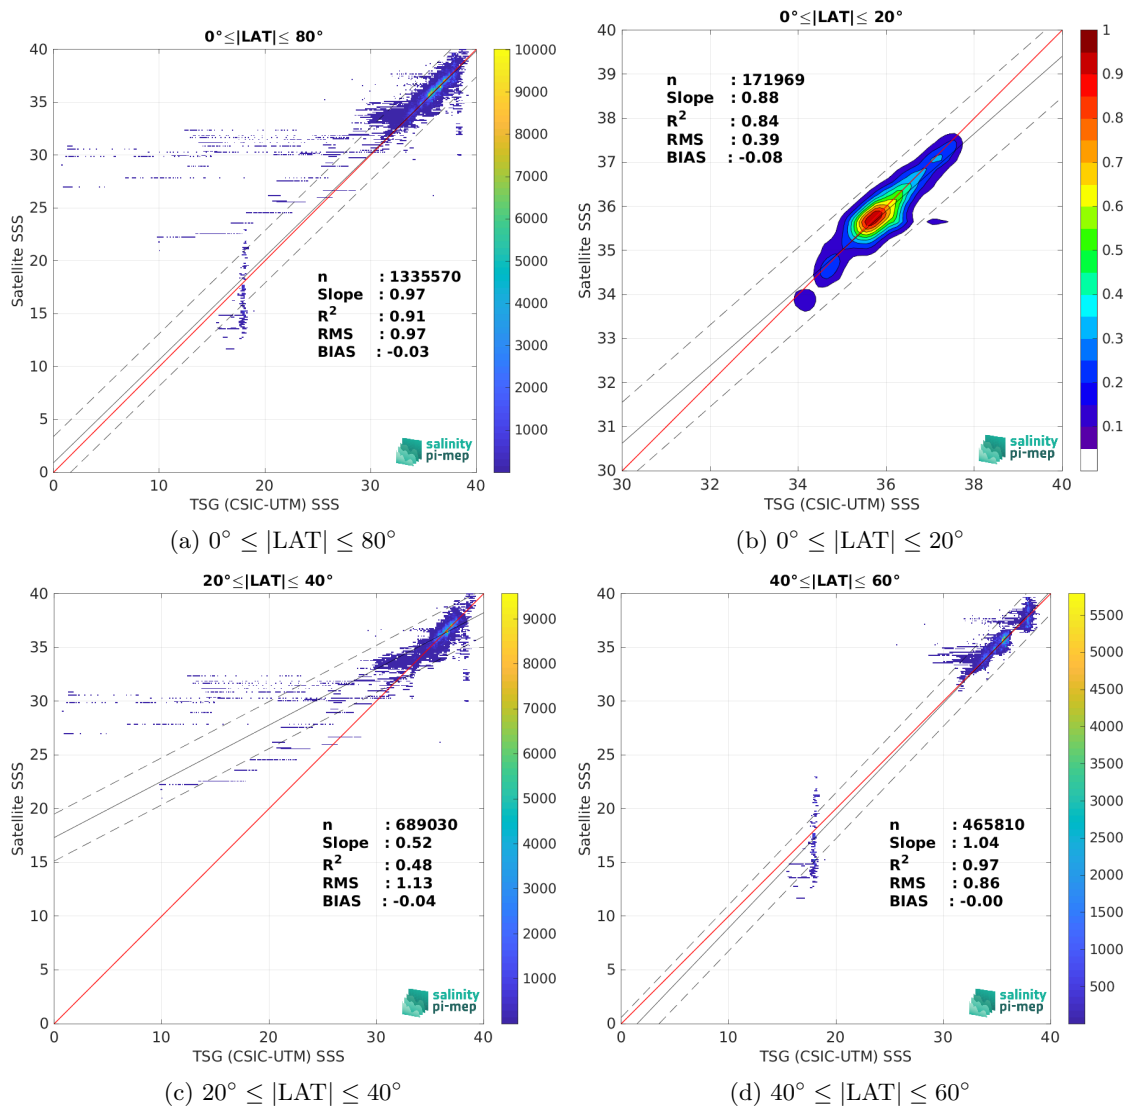 0°≤|LAT|≤ 80°
40
35
30
25
20
15
10
5
0
0
10
20
30
40
Satellite SSS
TSG (CSIC-UTM) SSS
n : 1335570
Slope : 0.97
R² : 0.91
RMS : 0.97
BIAS : -0.03
salinity
pi-mep
10000
9000
8000
7000
6000
5000
4000
3000
2000
1000
(a) 0° ≤ |LAT| ≤ 80°
0°≤|LAT|≤ 20°
40
39
38
37
36
35
34
33
32
31
30
30
32
34
36
38
40
Satellite SSS
TSG (CSIC-UTM) SSS
n : 171969
Slope : 0.88
R² : 0.84
RMS : 0.39
BIAS : -0.08
salinity
pi-mep
1
0.9
0.8
0.7
0.6
0.5
0.4
0.3
0.2
0.1
(b) 0° ≤ |LAT| ≤ 20°
20°≤|LAT|≤ 40°
40
35
30
25
20
15
10
5
0
0
10
20
30
40
Satellite SSS
TSG (CSIC-UTM) SSS
n : 689030
Slope : 0.52
R² : 0.48
RMS : 1.13
BIAS : -0.04
salinity
pi-mep
9000
8000
7000
6000
5000
4000
3000
2000
1000
(c) 20° ≤ |LAT| ≤ 40°
40°≤|LAT|≤ 60°
40
35
30
25
20
15
10
5
0
0
10
20
30
40
Satellite SSS
TSG (CSIC-UTM) SSS
n : 465810
Slope : 1.04
R² : 0.97
RMS : 0.86
BIAS : -0.00
salinity
pi-mep
5500
5000
4500
4000
3500
3000
2500
2000
1500
1000
500
(d) 40° ≤ |LAT| ≤ 60°